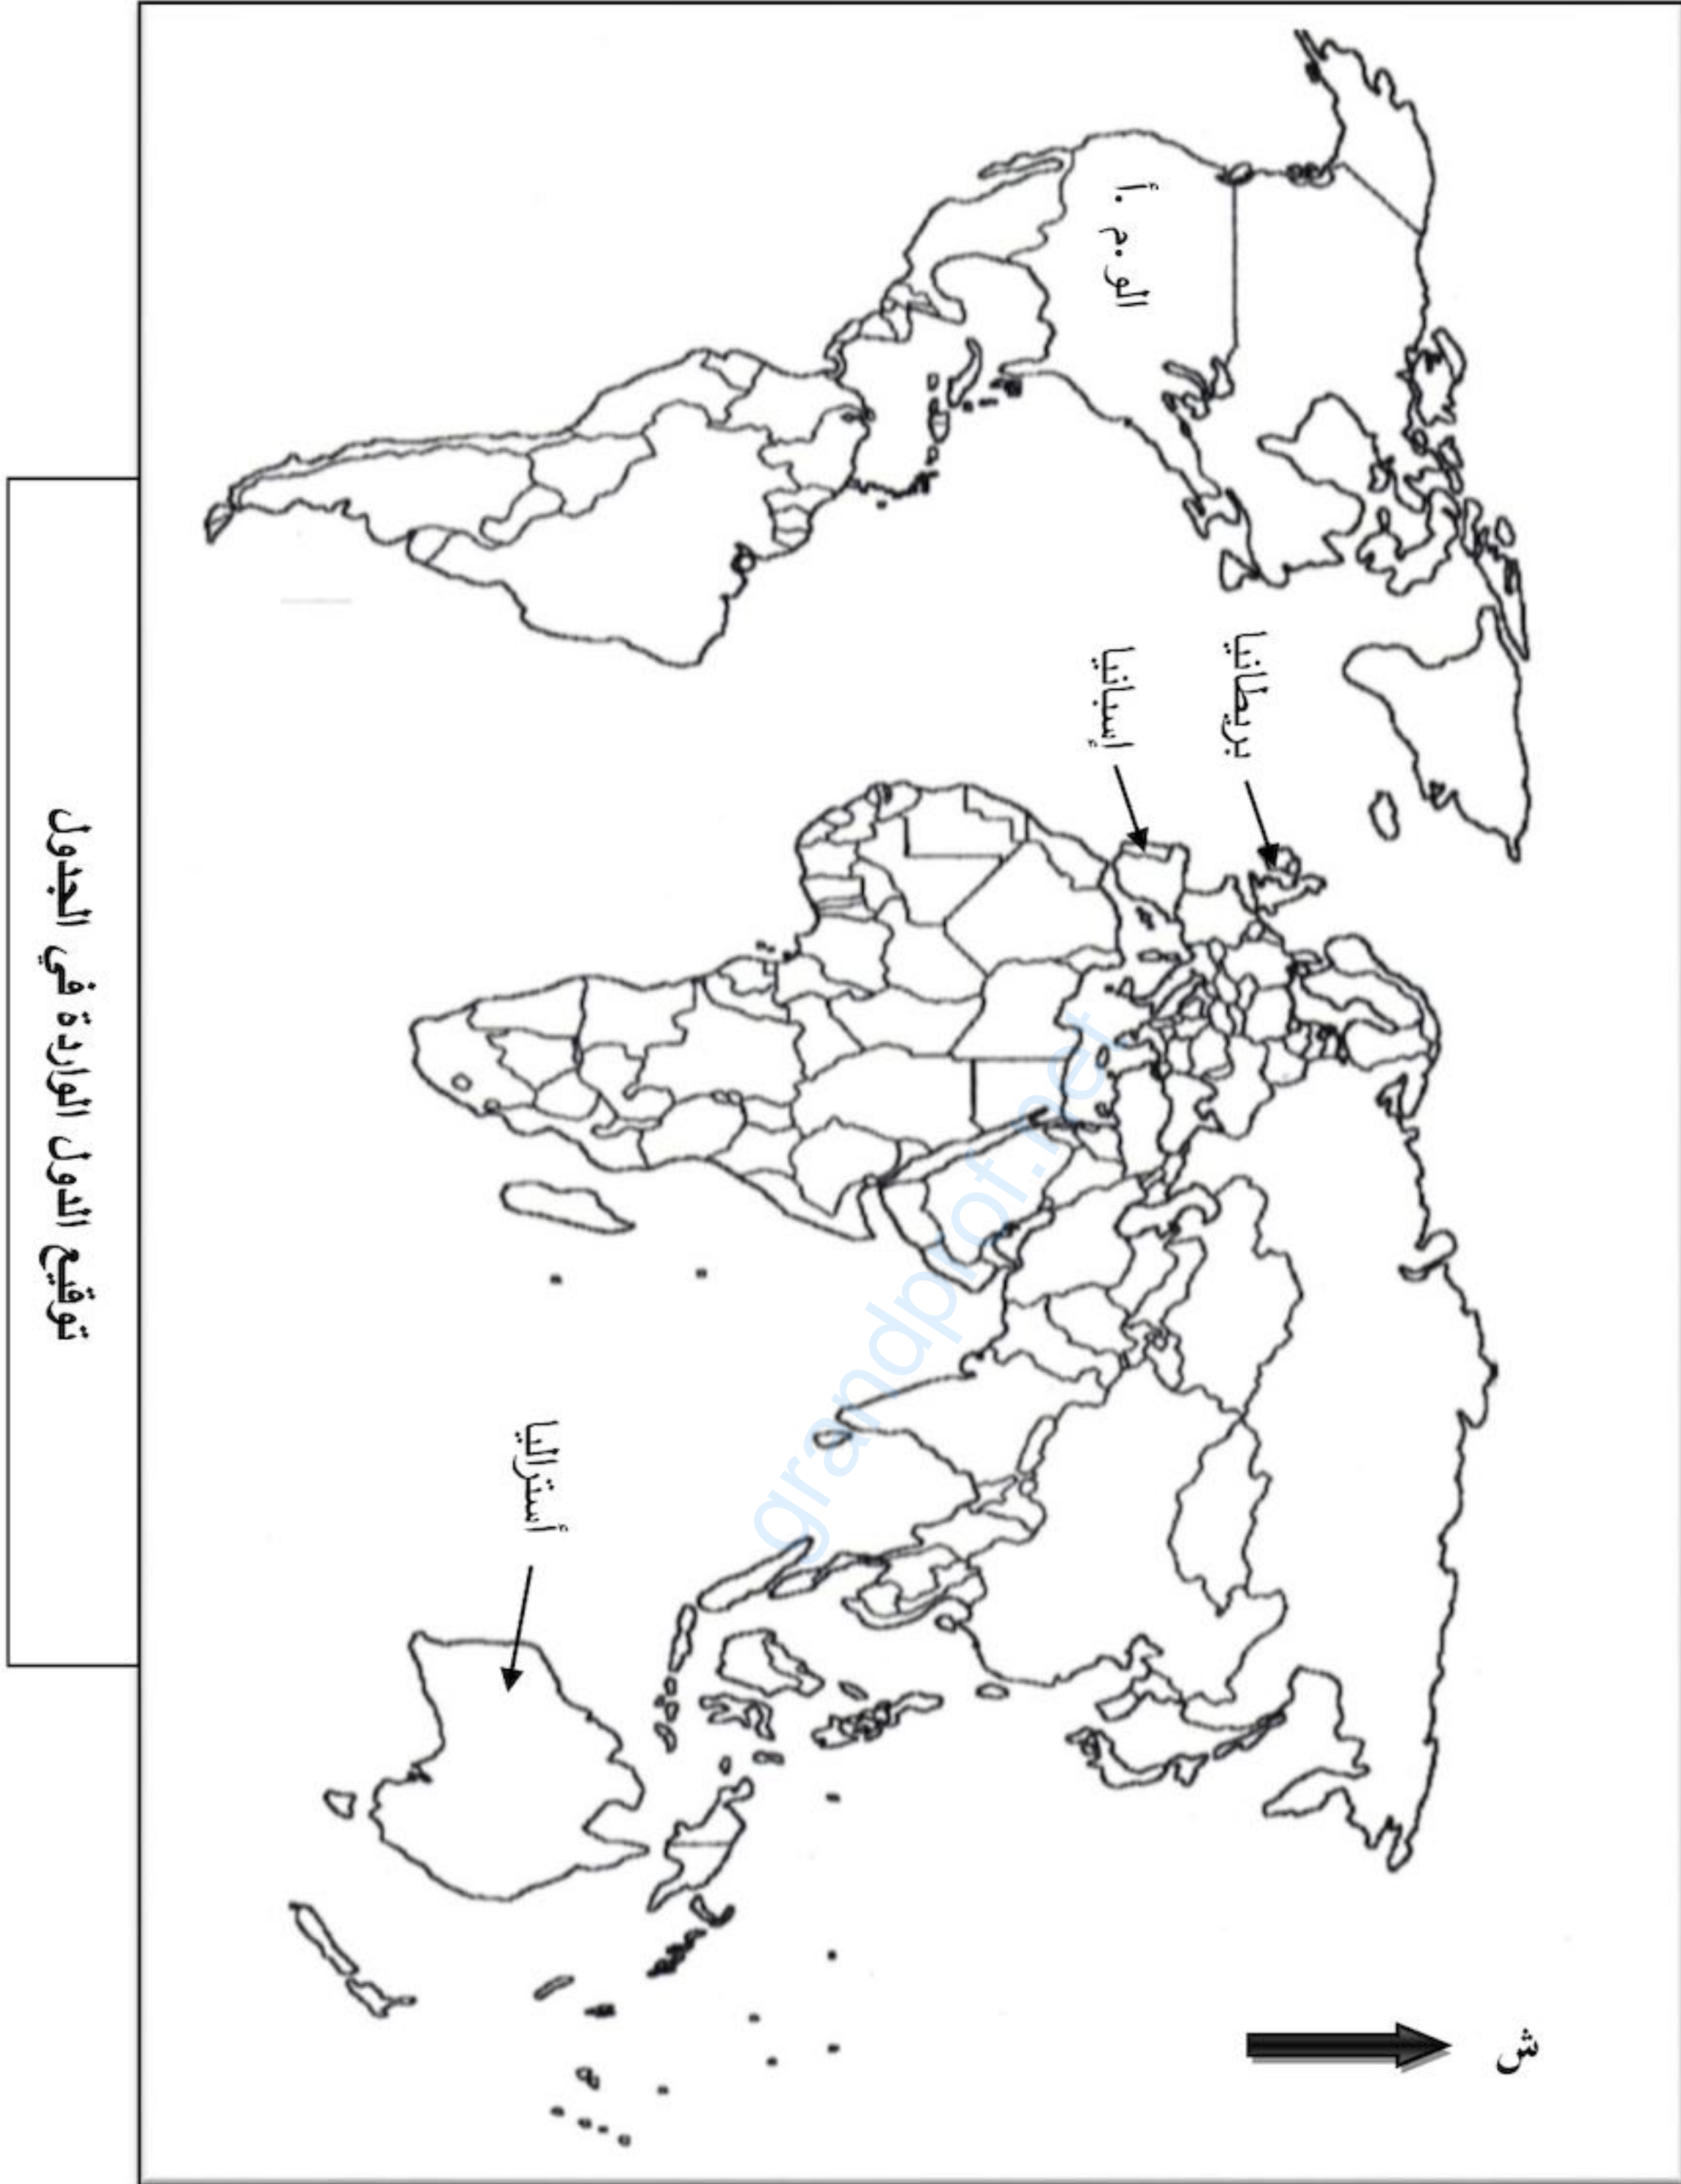 ش
الو.م.أ
بريطانيا
إسبانيا
أستراليا
توقيع الدول الواردة في الجدول
grandprof.net